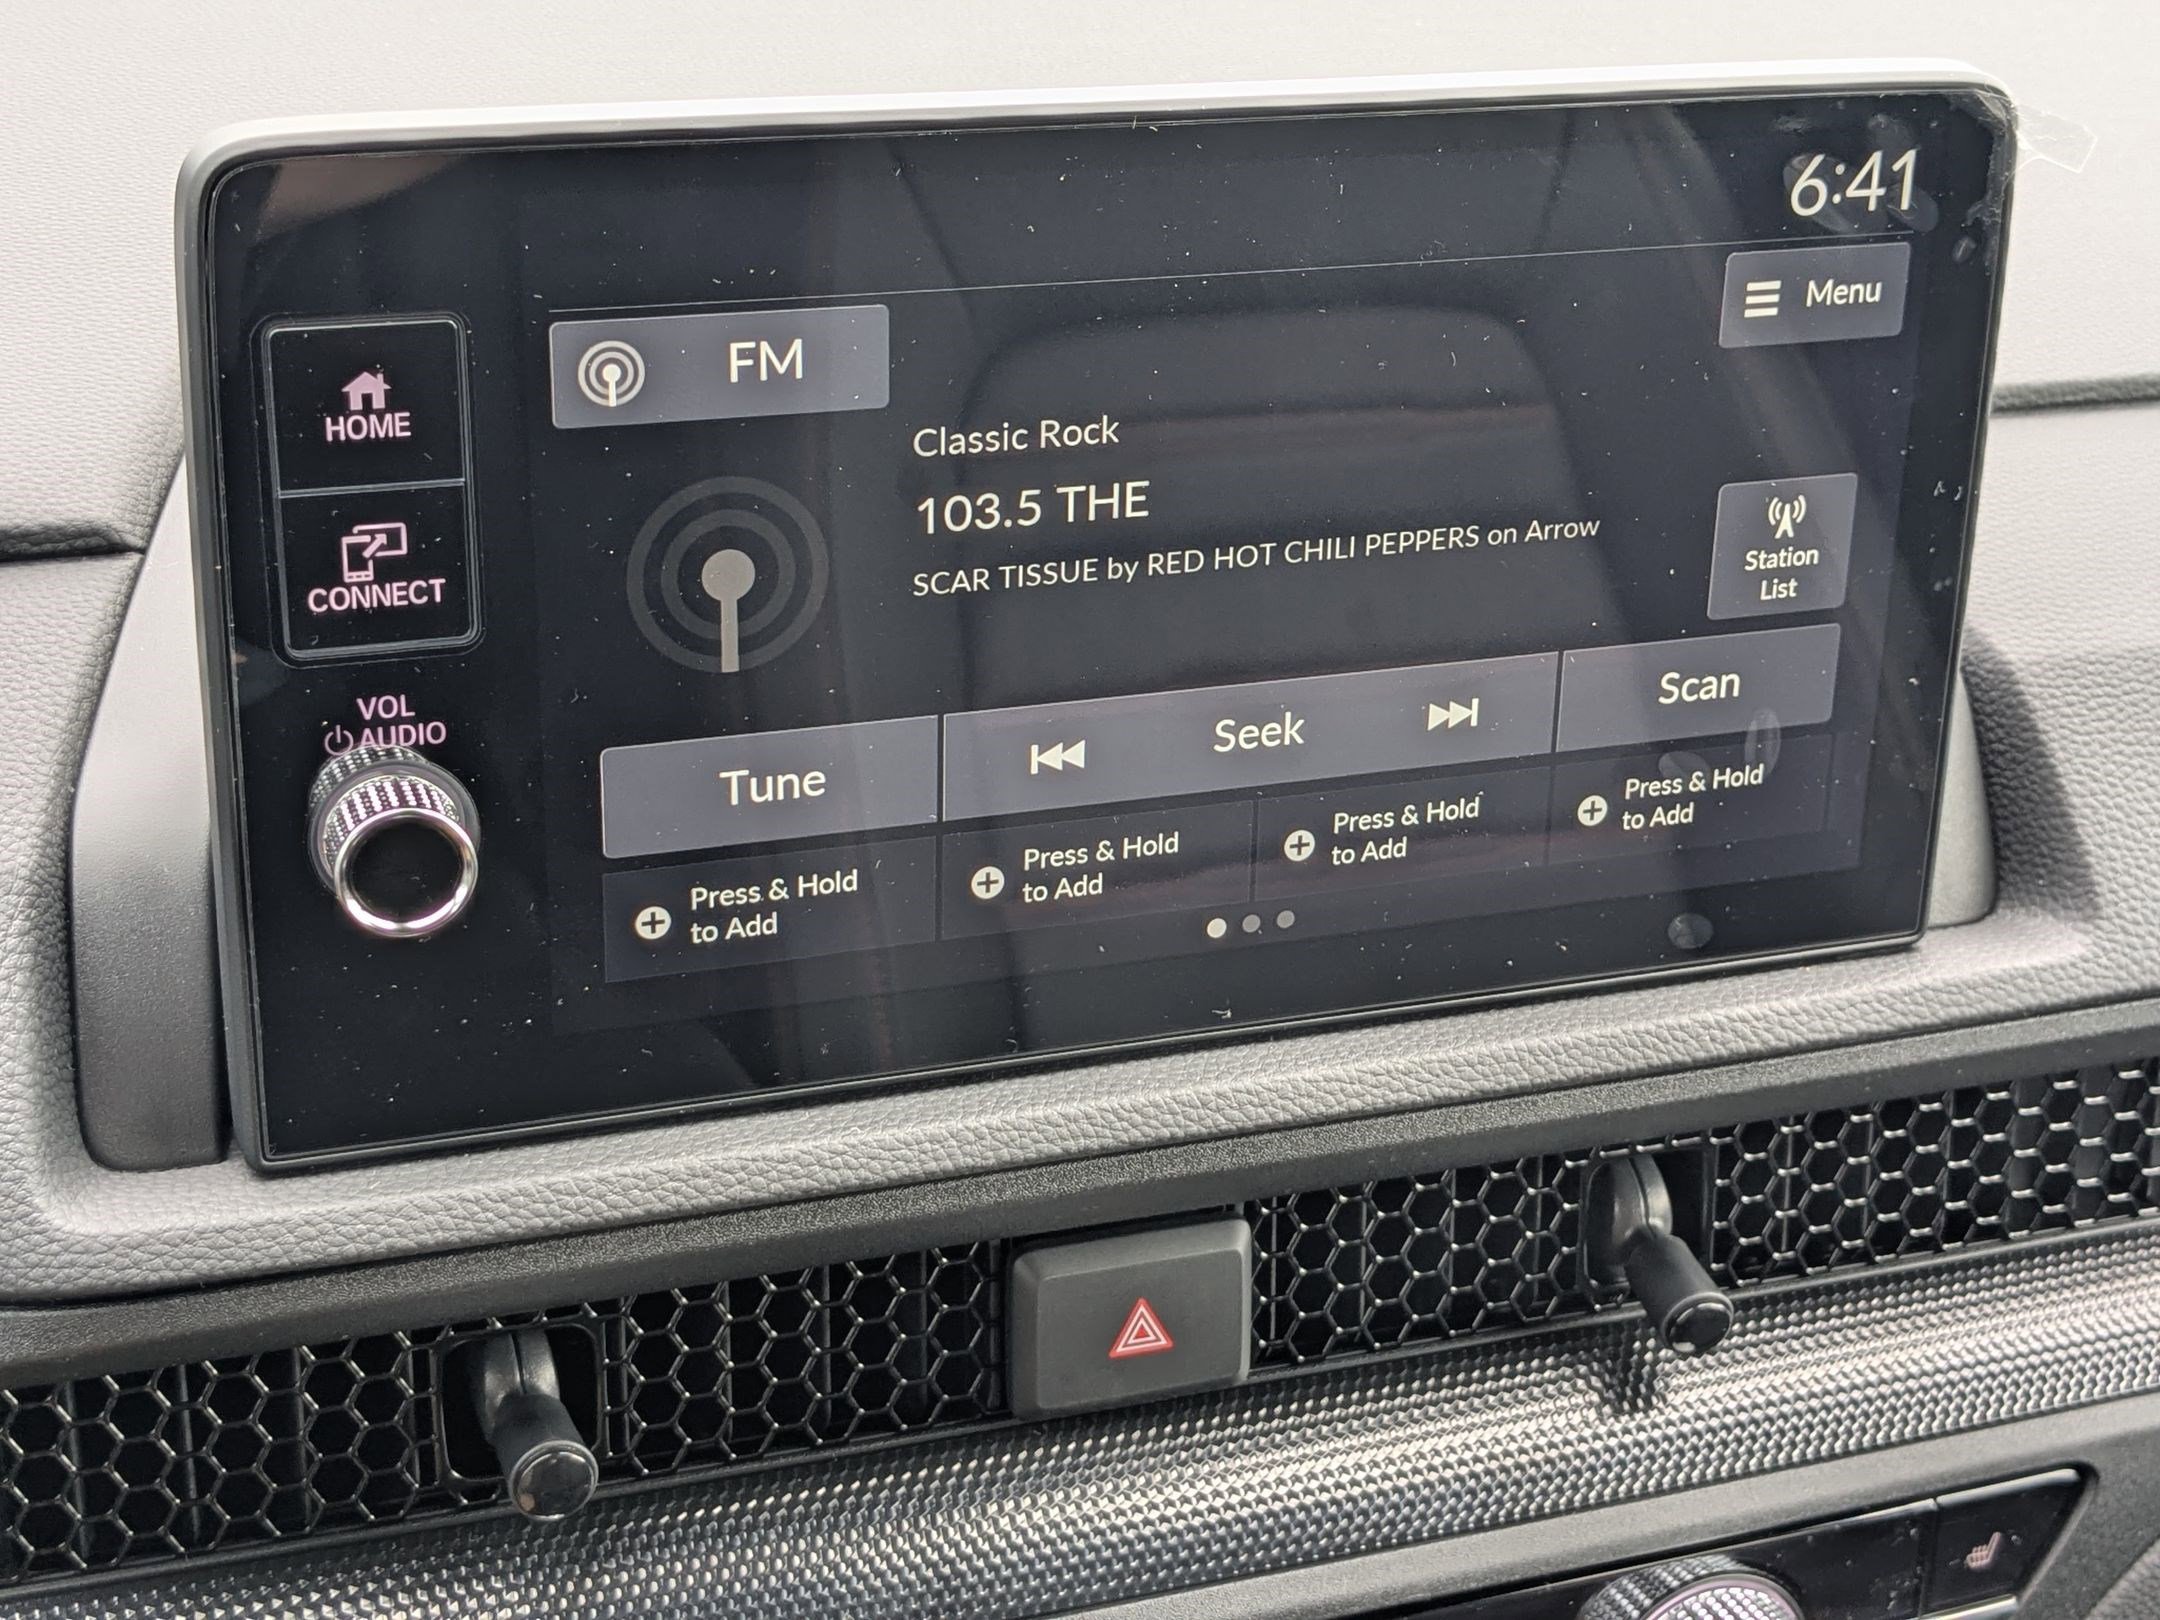 6:41
Menu
FM
HOME
Classic Rock
103.5 THE
SCAR TISSUE by RED HOT CHILI PEPPERS on Arrow
Station
List
CONNECT
VOL
AUDIO
Tune
Seek
Scan
Press & Hold
to Add
Press & Hold
to Add
Press & Hold
to Add
Press & Hold
to Add